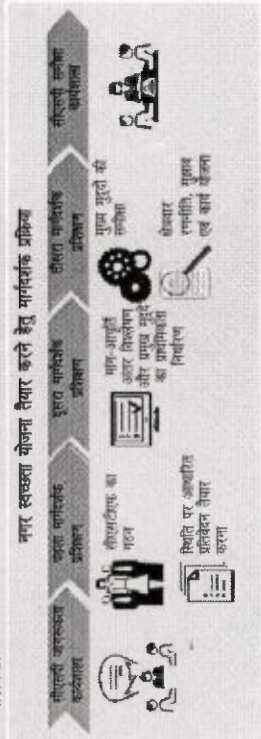 नगर स्वच्छता योजना तैयार करने हेतु मार्गदर्शक प्रक्रिया
सीएसपी जागरूकता
कार्यशाला
पहला मार्गदर्शक
प्रशिक्षण
सीएसटीएफ का
गठन
स्थिति पर आधारित
प्रतिवेदन तैयार
करना
दूसरा मार्गदर्शक
प्रशिक्षण
मांग-आपूर्ति
अंतर विश्लेषण
और प्रमुख मुद्दे
का प्राथमिकता
निर्धारण
तीसरा मार्गदर्शक
प्रशिक्षण
मुख्य मुद्दों की
समीक्षा
क्षेत्रवार
रणनीति, सुझाव
एवं कार्य योजना
सीएसपी समीक्षा
कार्यशाला